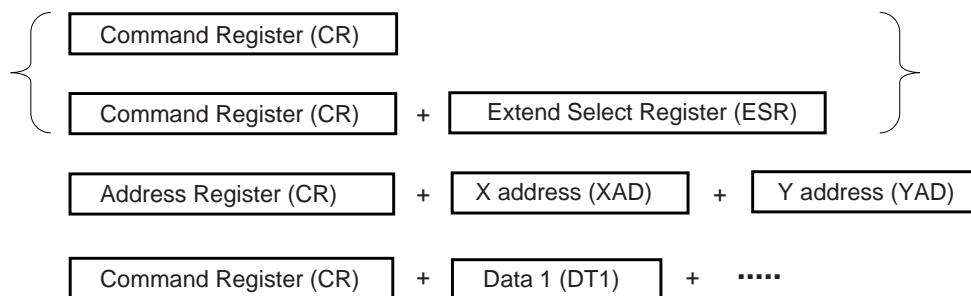 Command Register (CR)
Command Register (CR) + Extend Select Register (ESR)
Address Register (CR) + X address (XAD) + Y address (YAD)
Command Register (CR) + Data 1 (DT1) + .....